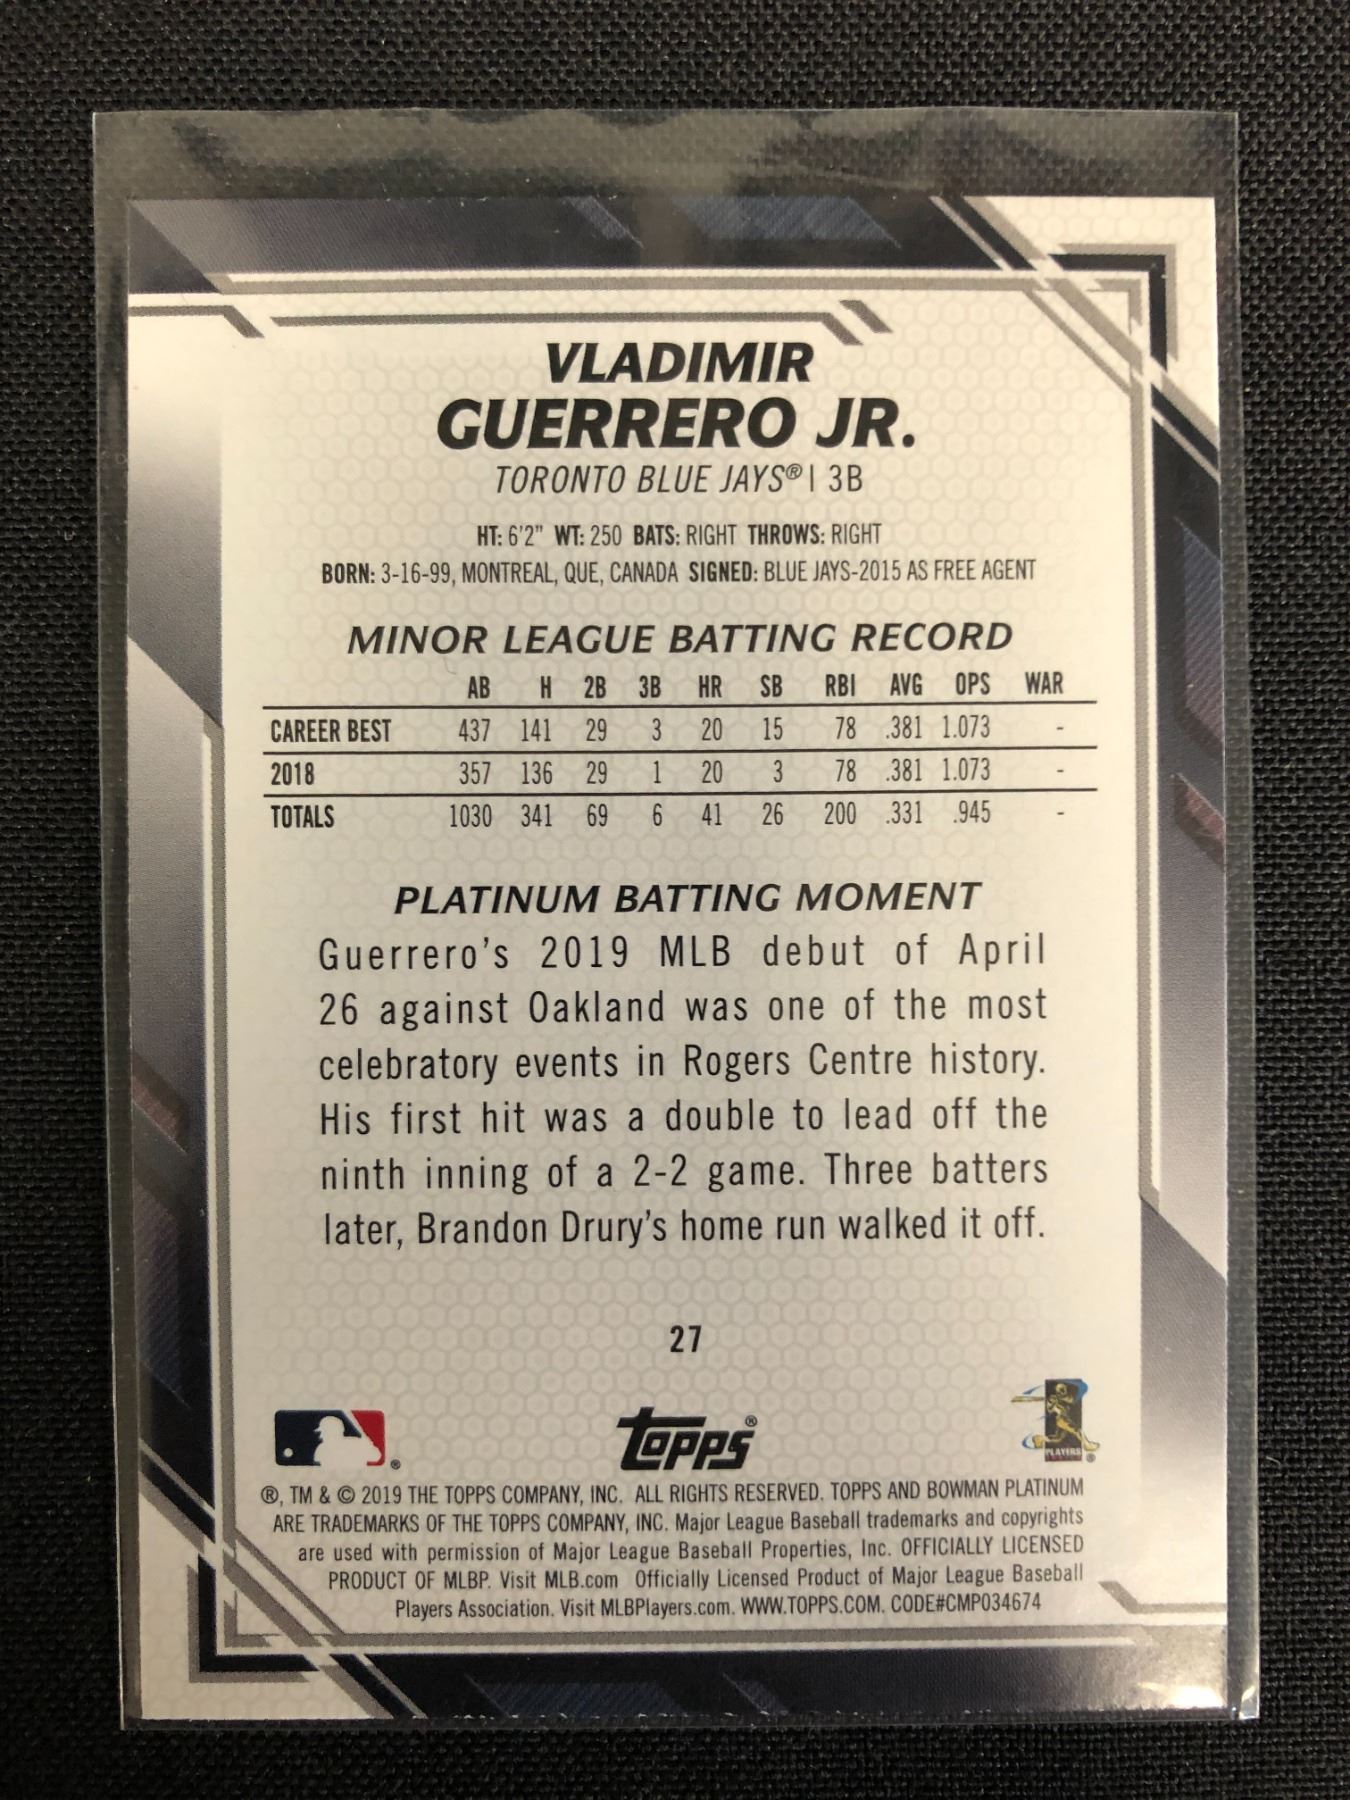 VLADIMIR
GUERRERO JR.
TORONTO BLUE JAYS® | 3B
HT: 6'2" WT: 250 BATS: RIGHT THROWS: RIGHT
BORN: 3-16-99, MONTREAL, QUE, CANADA SIGNED: BLUE JAYS-2015 AS FREE AGENT
MINOR LEAGUE BATTING RECORD
AB H 2B 3B HR SB RBI AVG OPS WAR
CAREER BEST 437 141 29 3 20 15 78 .381 1.073 -
2018 357 136 29 1 20 3 78 .381 1.073 -
TOTALS 1030 341 69 6 41 26 200 .331 .945 -
PLATINUM BATTING MOMENT
Guerrero's 2019 MLB debut of April
26 against Oakland was one of the most
celebratory events in Rogers Centre history.
His first hit was a double to lead off the
ninth inning of a 2-2 game. Three batters
later, Brandon Drury's home run walked it off.
27
®
Topps®
PLAYERS ®
®, TM & © 2019 THE TOPPS COMPANY, INC. ALL RIGHTS RESERVED. TOPPS AND BOWMAN PLATINUM
ARE TRADEMARKS OF THE TOPPS COMPANY, INC. Major League Baseball trademarks and copyrights
are used with permission of Major League Baseball Properties, Inc. OFFICIALLY LICENSED
PRODUCT OF MLBP. Visit MLB.com Officially Licensed Product of Major League Baseball
Players Association. Visit MLBPlayers.com. WWW.TOPPS.COM. CODE#CMP034674